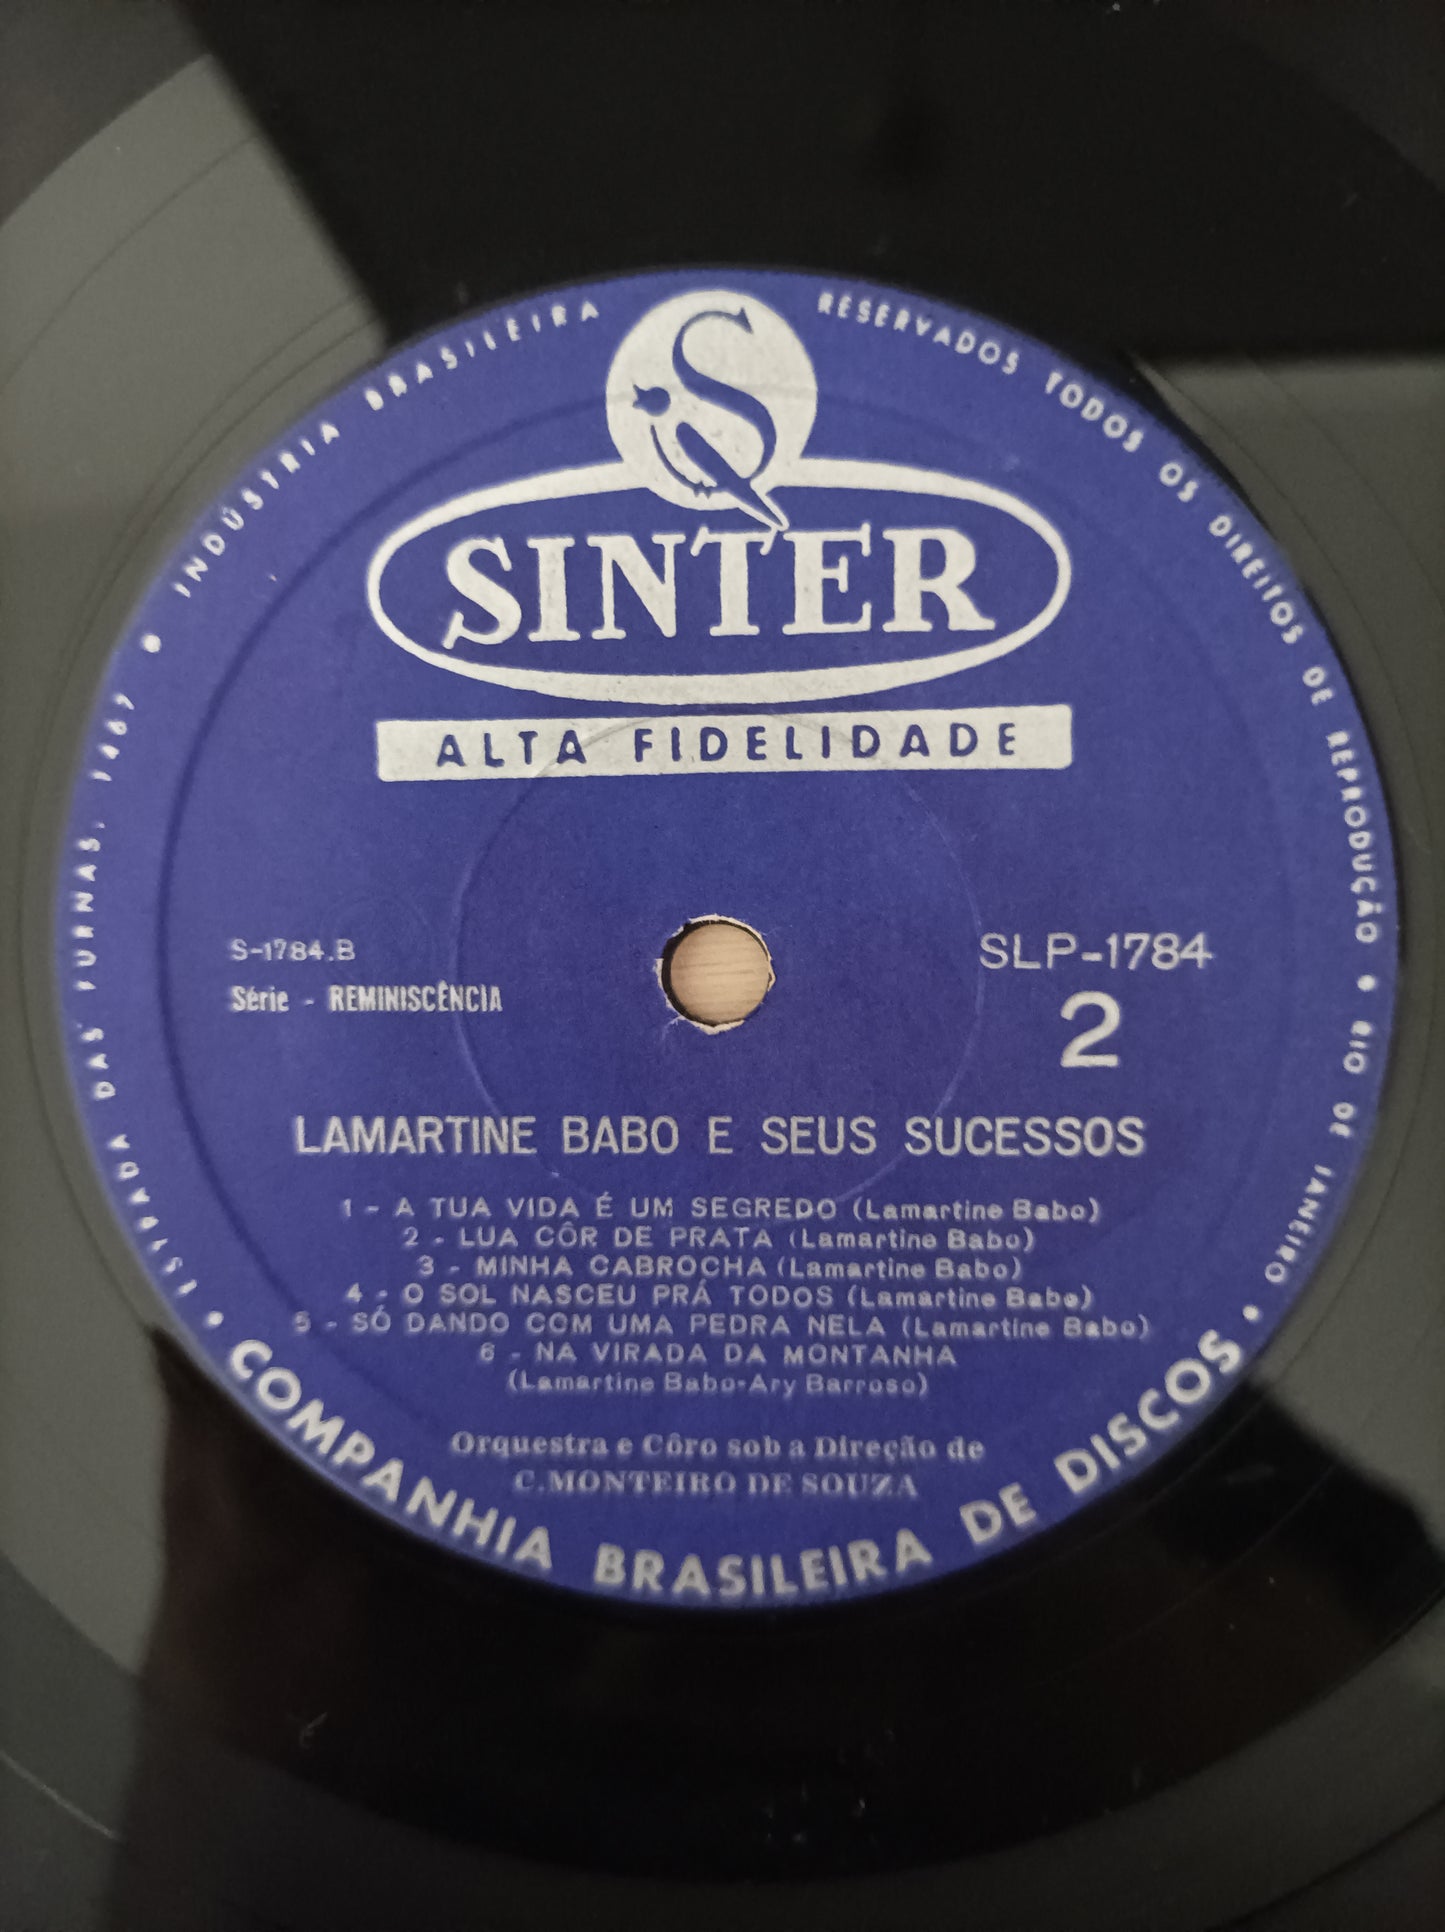 INDÚSTRIA BRASILEIRA
RESERVADOS TODOS OS DIREITOS DE REPRODUÇÃO • RIO DE JANEIRO •
S
SINTER
ALTA FIDELIDADE
S-1784.B
SLP-1784
Série - REMINISCÊNCIA
2
LAMARTINE BABO E SEUS SUCESSOS
1 - A TUA VIDA É UM SEGREDO (Lamartine Babo)
2 - LUA CÔR DE PRATA (Lamartine Babo)
3 - MINHA CABROCHA (Lamartine Babo)
4 - O SOL NASCEU PRÁ TODOS (Lamartine Babo)
5 - SÓ DANDO COM UMA PEDRA NELA (Lamartine Babo)
6 - NA VIRADA DA MONTANHA
(Lamartine Babo-Ary Barroso)
Orquestra e Côro sob a Direção de
C. MONTEIRO DE SOUZA
COMPANHIA BRASILEIRA DE DISCOS
• ESTRADA DAS FURNAS, •